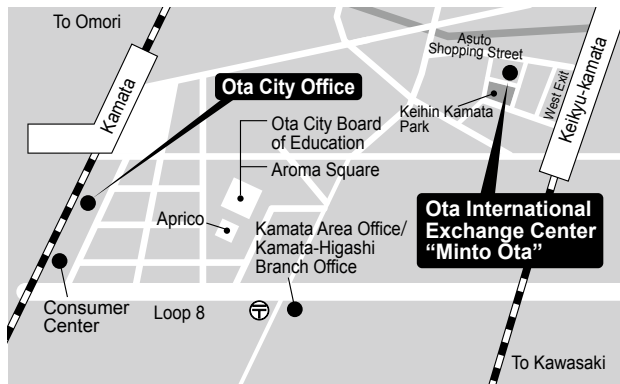 To Omori
Kamata
Ota City Office
Ota City Board
of Education
Aroma Square
Aprico
Kamata Area Office/
Kamata-Higashi
Branch Office
Consumer
Center
Loop 8
〒
Asuto
Shopping Street
Keihin Kamata
Park
West Exit
Keikyu-kamata
Ota International
Exchange Center
“Minto Ota”
To Kawasaki